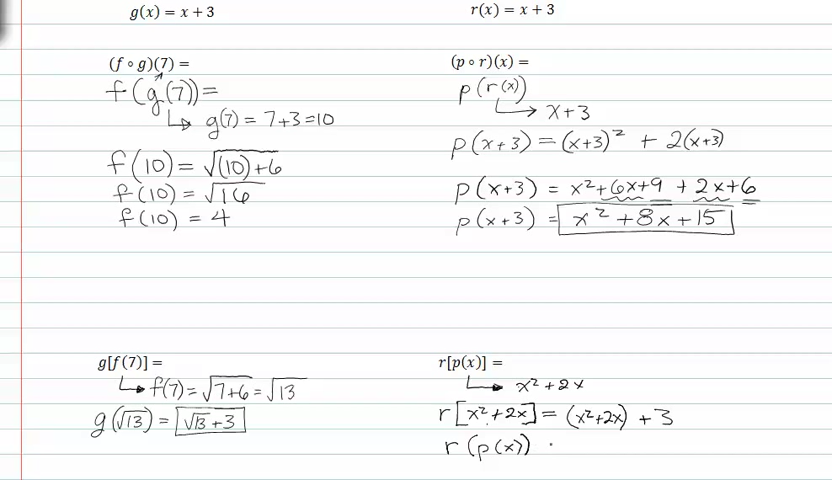 g(x) = x + 3
(f ∘ g)(7) =
f(g(7)) =
g(7) = 7+3=10
f(10) = √(10)+6
f(10) = √16
f(10) = 4
g[f(7)] =
f(7) = √7+6 = √13
g(√13) = √13 + 3
r(x) = x + 3
(p ∘ r)(x) =
p(r(x))
x+3
p(x+3) = (x+3)² + 2(x+3)
p(x+3) = x²+6x+9 + 2x+6
p(x+3) = x² +8x+15
r[p(x)] =
x²+2x
r[x²+2x] = (x²+2x) +3
r(p(x))